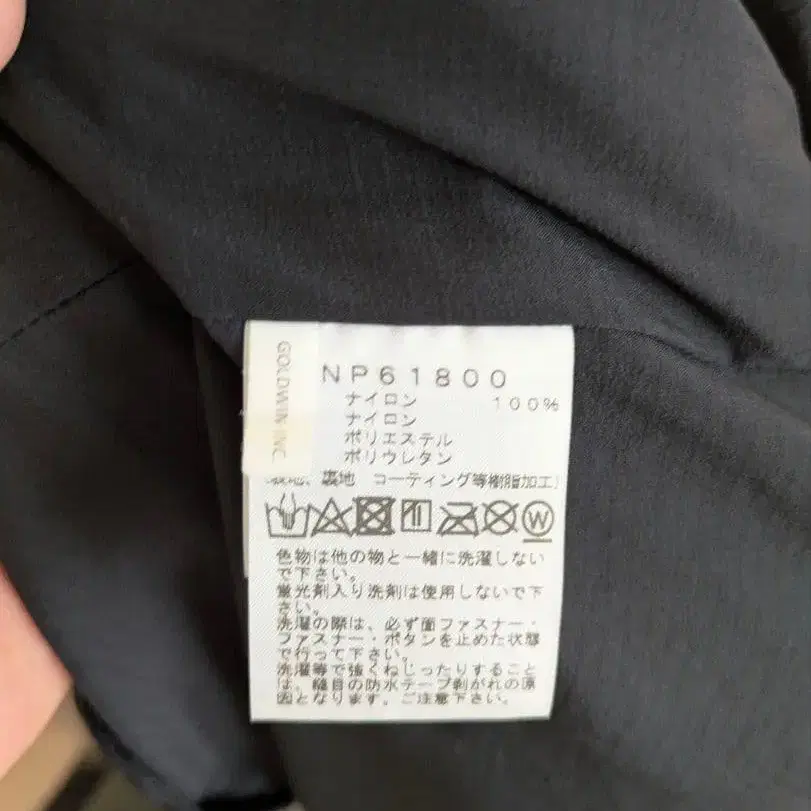 GOLDWIN INC.
NP61800
ナイロン 100%
ナイロン
ポリエステル
ポリウレタン
裏地 コーティング等樹脂加工)
W
色物は他の物と一緒に洗濯しない
で下さい。
蛍光剤入り洗剤は使用しないで下
さい。
洗濯の際は、必ず面ファスナー・
ファスナー・ボタンを止めた状態
で行って下さい。
洗濯等で強くねじったりすること
は、縫目の防水テープ剥がれの原
因となります。ご注意下さい。